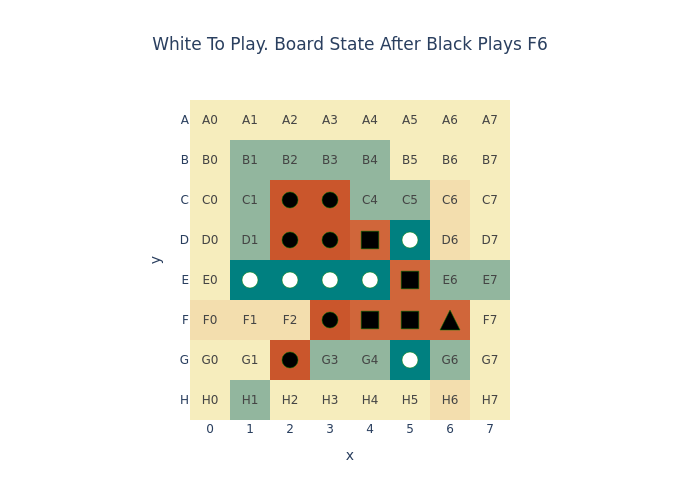 White To Play. Board State After Black Plays F6
A A0 A1 A2 A3 A4 A5 A6 A7
B B0 B1 B2 B3 B4 B5 B6 B7
C C0 C1 C4 C5 C6 C7
D D0 D1 D6 D7
y
E E0 E6 E7
F F0 F1 F2 F7
G G0 G1 G3 G4 G6 G7
H H0 H1 H2 H3 H4 H5 H6 H7
0 1 2 3 4 5 6 7
x